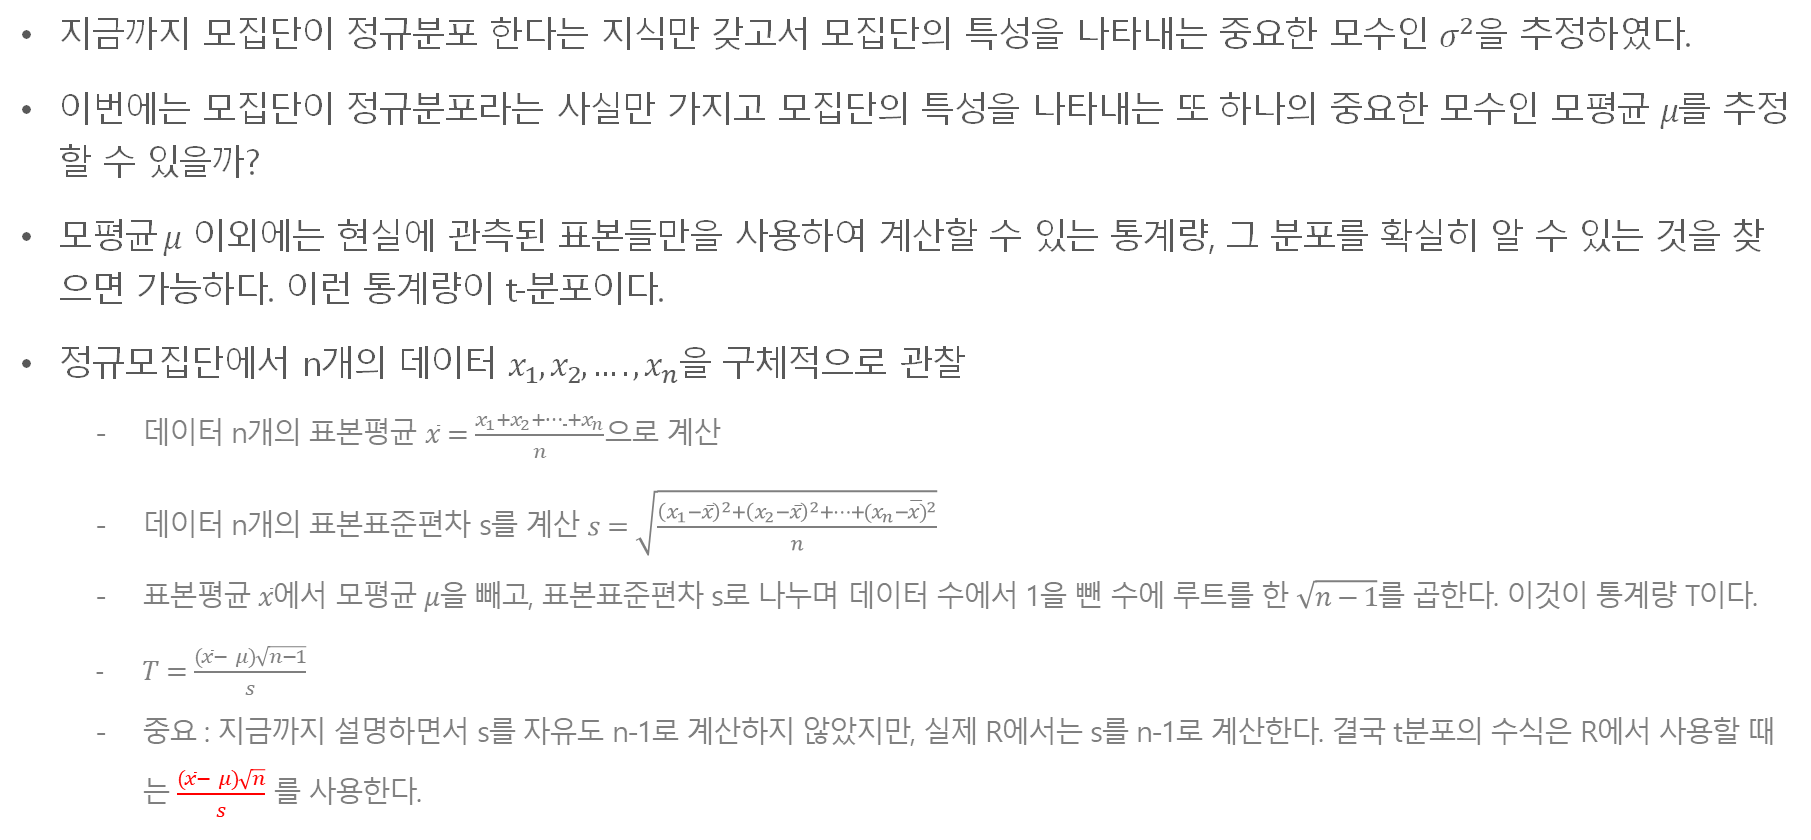 • 지금까지 모집단이 정규분포 한다는 지식만 갖고서 모집단의 특성을 나타내는 중요한 모수인 σ²을 추정하였다.
• 이번에는 모집단이 정규분포라는 사실만 가지고 모집단의 특성을 나타내는 또 하나의 중요한 모수인 모평균 μ를 추정
할 수 있을까?
• 모평균 μ 이외에는 현실에 관측된 표본들만을 사용하여 계산할 수 있는 통계량, 그 분포를 확실히 알 수 있는 것을 찾
으면 가능하다. 이런 통계량이 t-분포이다.
• 정규모집단에서 n개의 데이터 x₁, x₂, ...., xₙ을 구체적으로 관찰
- 데이터 n개의 표본평균 x̄ = (x₁+x₂+⋯.+xₙ)/n 으로 계산
- 데이터 n개의 표본표준편차 s를 계산 s = √(((x₁−x̄)²+(x₂−x̄)²+⋯+(xₙ−x̄)²)/n)
- 표본평균 x̄에서 모평균 μ을 빼고, 표본표준편차 s로 나누며 데이터 수에서 1을 뺀 수에 루트를 한 √(n − 1)를 곱한다. 이것이 통계량 T이다.
- T = ((x̄− μ)√(n−1))/s
- 중요 : 지금까지 설명하면서 s를 자유도 n-1로 계산하지 않았지만, 실제 R에서는 s를 n-1로 계산한다. 결국 t분포의 수식은 R에서 사용할 때
는 ((x̄− μ)√n)/s 를 사용한다.